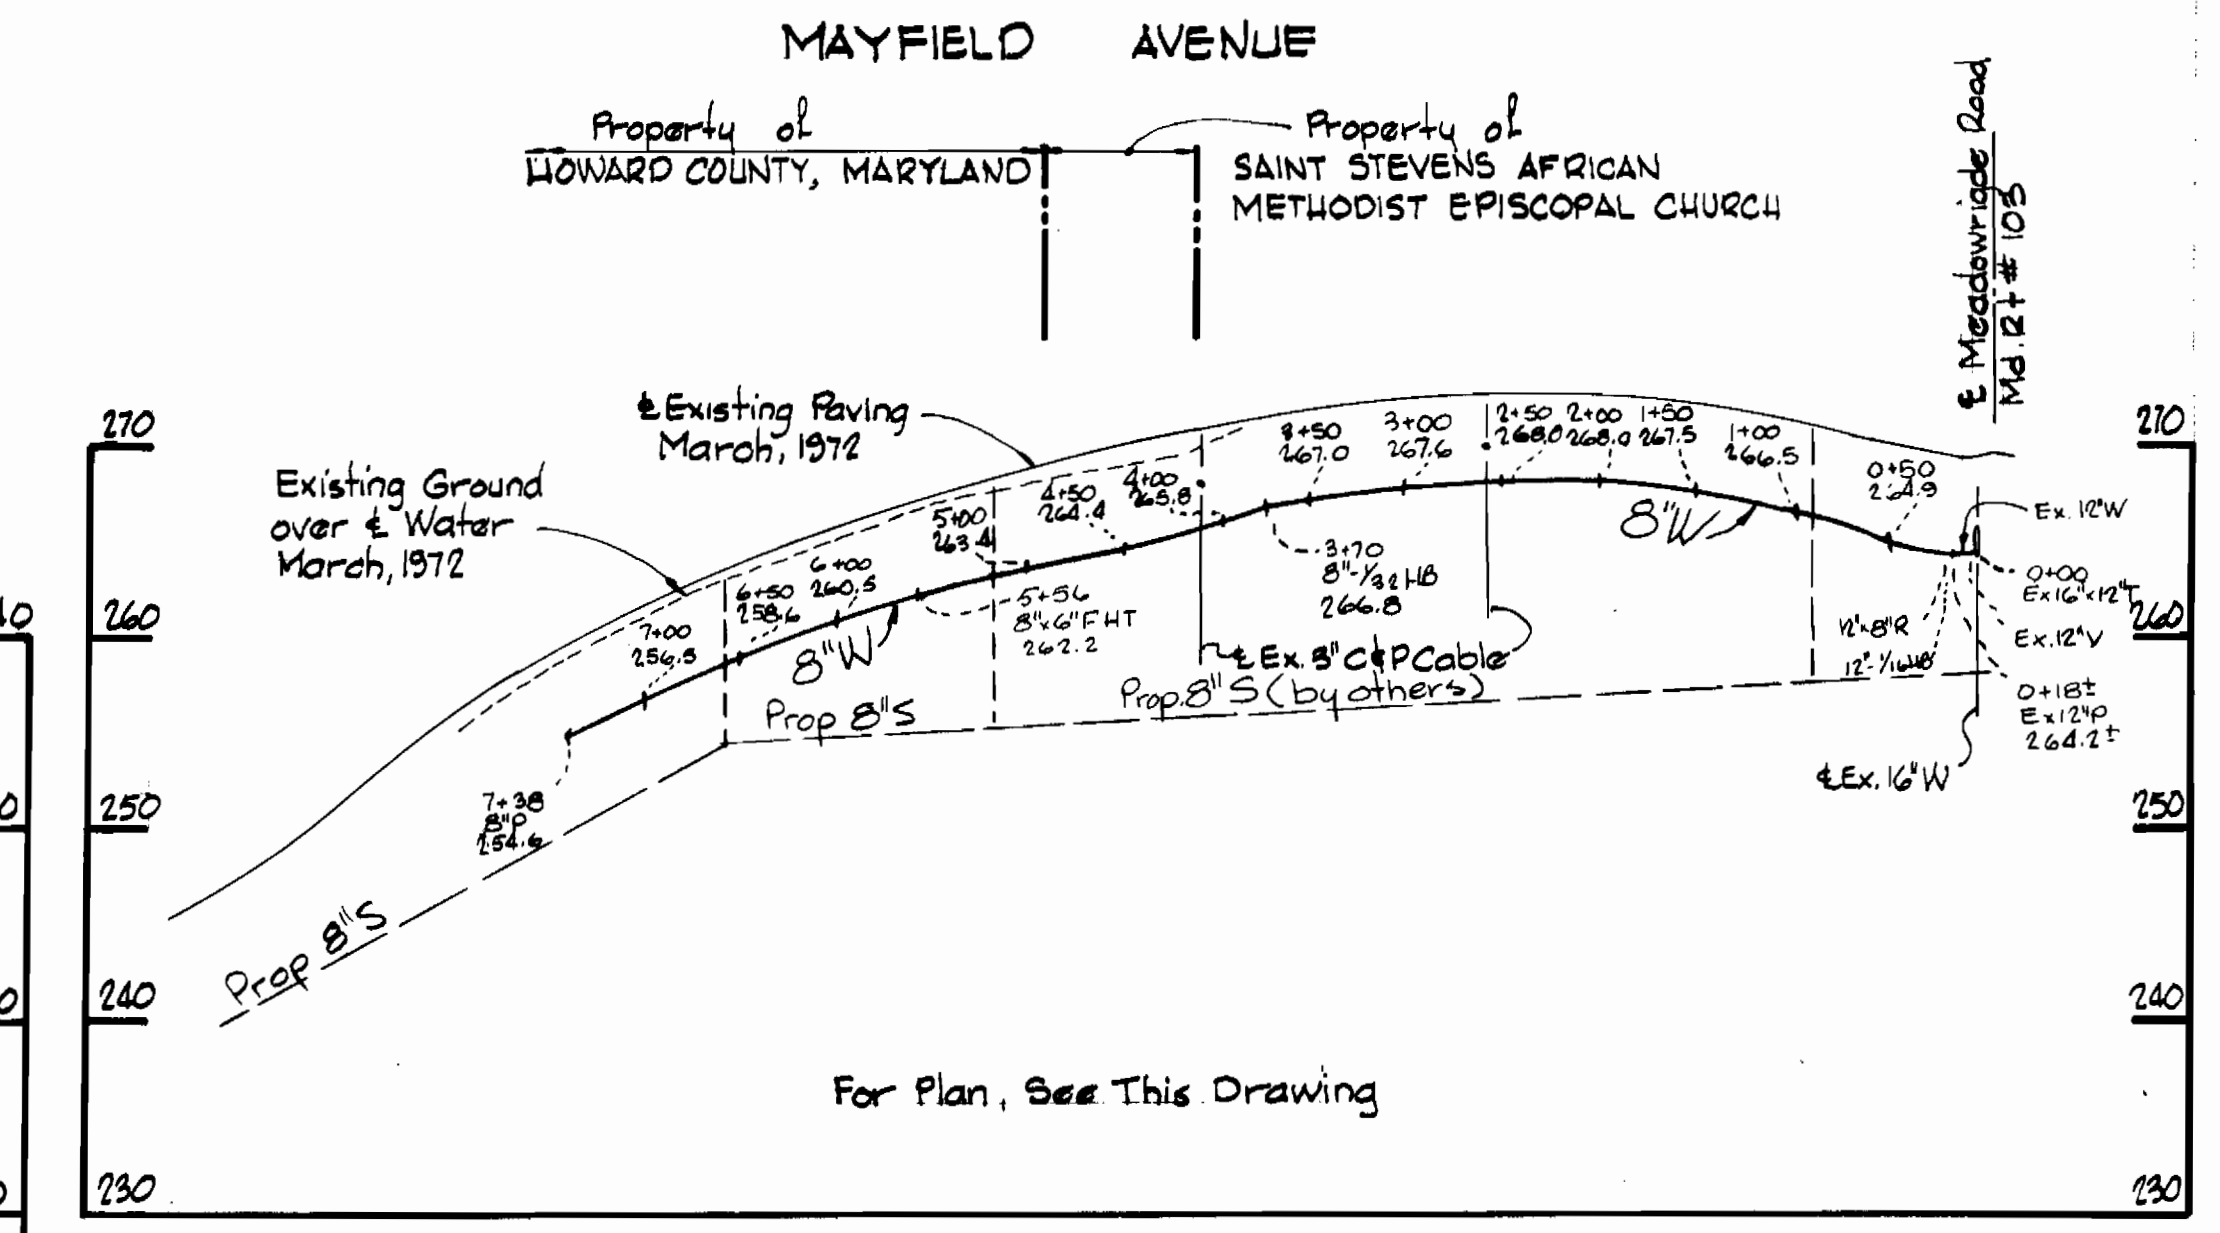 MAYFIELD AVENUE
Property of
HOWARD COUNTY, MARYLAND
Property of
SAINT STEVENS AFRICAN
METHODIST EPISCOPAL CHURCH
℄ Meadowridge Road
Md. Rt # 103
℄ Existing Paving
March, 1972
Existing Ground
over ℄ Water
March, 1972
270
260
250
240
230
270
260
250
240
230
7+38
8"P
254.6
7+00
256.5
6+50
258.6
6+00
260.5
8"W
5+56
8"x6"FHT
262.2
5+00
263.4
4+50
264.4
4+00
265.8
3+70
8"-1/32 HB
266.8
3+50
267.0
3+00
267.6
2+50
268.0
2+00
268.0
1+50
267.5
1+00
266.5
8"W
0+50
264.9
Ex. 12"W
0+00
Ex 16"x12"T
Ex. 12"V
12"x8"R
12"-1/16 HB
0+18±
Ex 12"P
264.2±
℄ Ex. 16"W
℄ Ex. 3" C&P Cable
Prop. 8"S (by others)
Prop 8"S
Prop 8"S
For Plan, See This Drawing